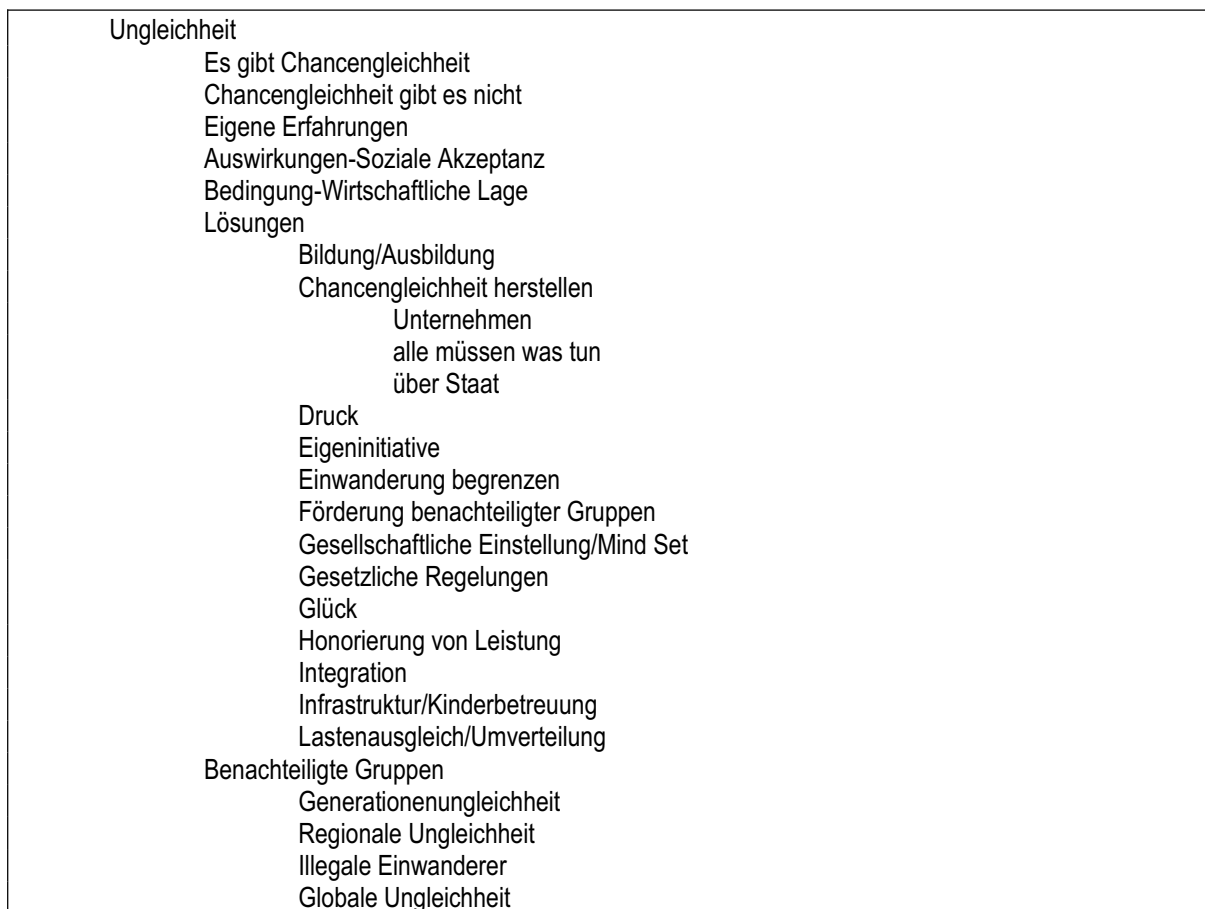 Ungleichheit
Es gibt Chancengleichheit
Chancengleichheit gibt es nicht
Eigene Erfahrungen
Auswirkungen-Soziale Akzeptanz
Bedingung-Wirtschaftliche Lage
Lösungen
Bildung/Ausbildung
Chancengleichheit herstellen
Unternehmen
alle müssen was tun
über Staat
Druck
Eigeninitiative
Einwanderung begrenzen
Förderung benachteiligter Gruppen
Gesellschaftliche Einstellung/Mind Set
Gesetzliche Regelungen
Glück
Honorierung von Leistung
Integration
Infrastruktur/Kinderbetreuung
Lastenausgleich/Umverteilung
Benachteiligte Gruppen
Generationenungleichheit
Regionale Ungleichheit
Illegale Einwanderer
Globale Ungleichheit